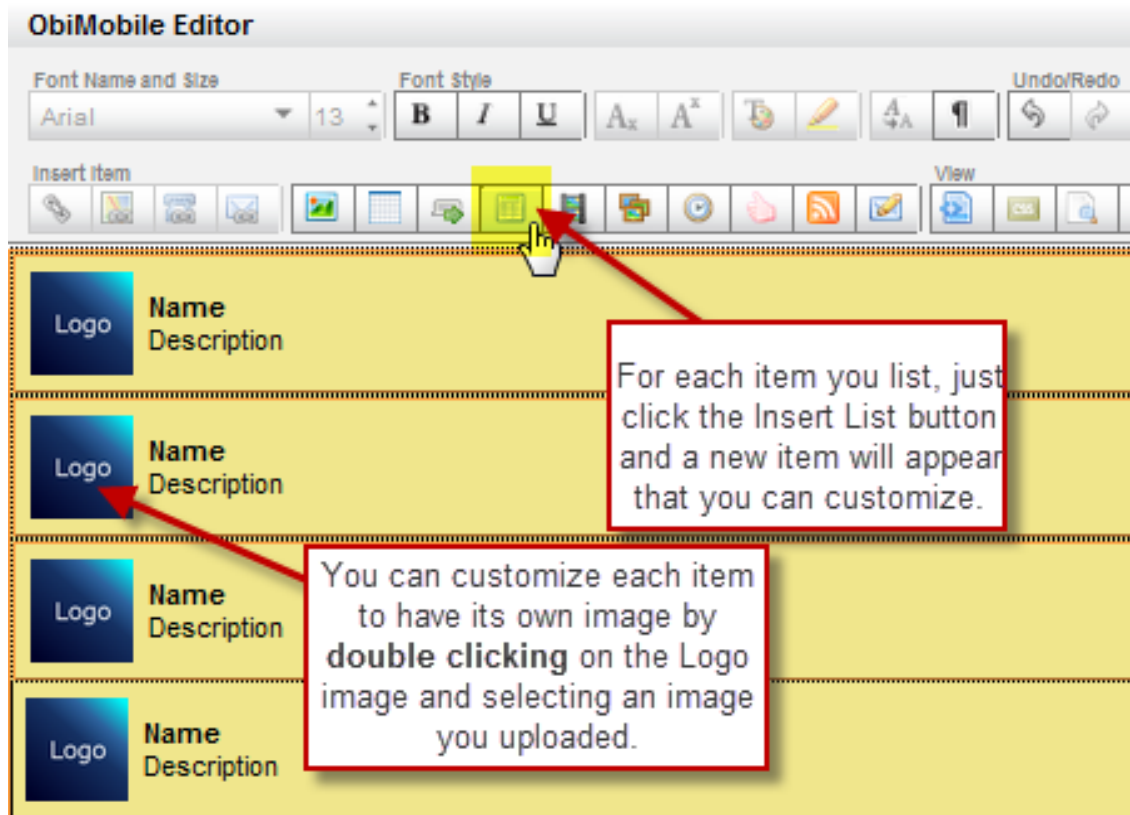 ObiMobile Editor
Font Name and Size
Font Style
Undo/Redo
Arial
13
B I U Ax Ax A ¶
Insert Item
View
CSS
Logo
Name
Description
For each item you list, just
click the Insert List button
and a new item will appear
that you can customize.
Logo
Name
Description
You can customize each item
to have its own image by
double clicking on the Logo
image and selecting an image
you uploaded.
Logo
Name
Description
Logo
Name
Description